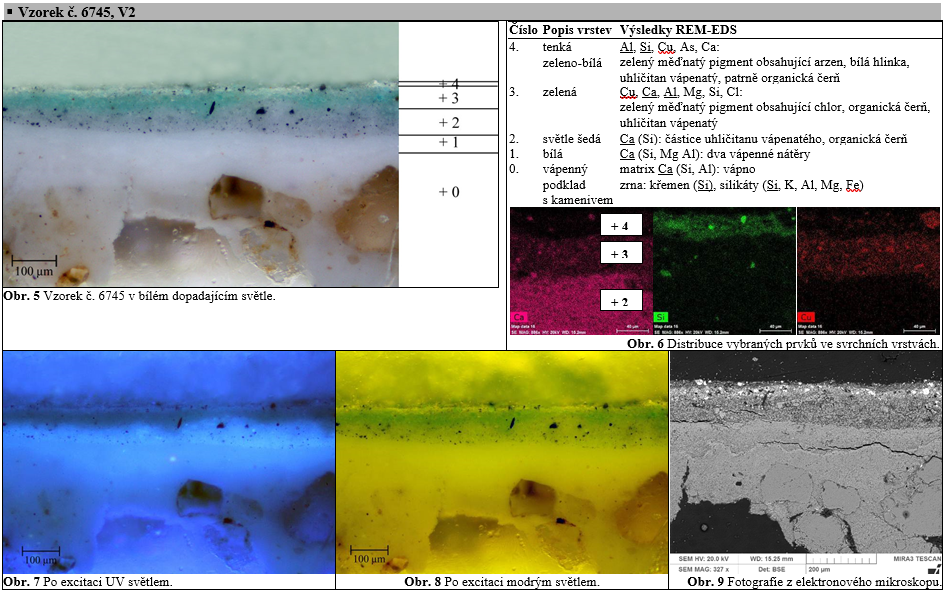 ▪ Vzorek č. 6745, V2
+ 4
+ 3
+ 2
+ 1
+ 0
100 µm
Obr. 5 Vzorek č. 6745 v bílém dopadajícím světle.
Číslo Popis vrstev Výsledky REM-EDS
4. tenká Al, Si, Cu, As, Ca:
zeleno-bílá zelený měďnatý pigment obsahující arzen, bílá hlinka,
uhličitan vápenatý, patrně organická čerň
3. zelená Cu, Ca, Al, Mg, Si, Cl:
zelený měďnatý pigment obsahující chlor, organická čerň,
uhličitan vápenatý
2. světle šedá Ca (Si): částice uhličitanu vápenatého, organická čerň
1. bílá Ca (Si, Mg Al): dva vápenné nátěry
0. vápenný matrix Ca (Si, Al): vápno
podklad zrna: křemen (Si), silikáty (Si, K, Al, Mg, Fe)
s kamenivem
+ 4
+ 3
+ 2
Ca
Si
Cu
Obr. 6 Distribuce vybraných prvků ve svrchních vrstvách.
100 µm
Obr. 7 Po excitaci UV světlem.
100 µm
Obr. 8 Po excitaci modrým světlem.
SEM HV: 20.0 kV WD: 15.25 mm MIRA3 TESCAN
SEM MAG: 327 x Det: BSE 200 µm
Obr. 9 Fotografie z elektronového mikroskopu.